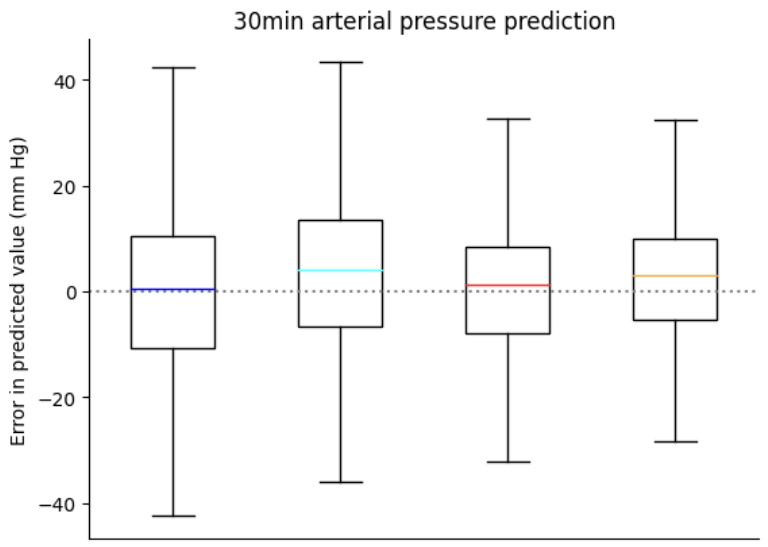 30min arterial pressure prediction
Error in predicted value (mm Hg)
40
20
0
−20
−40